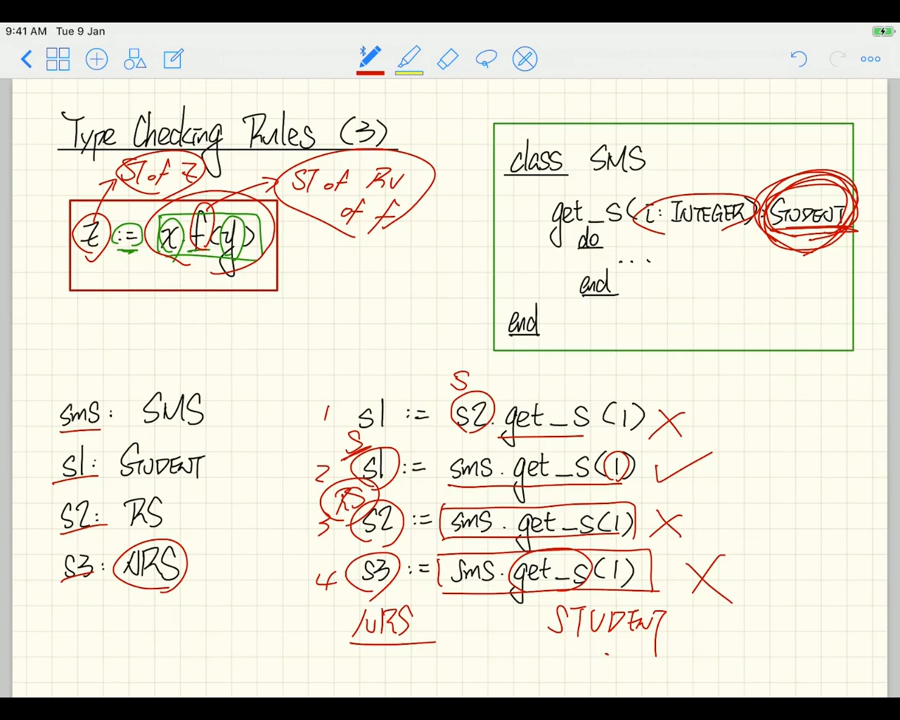 9:41 AM Tue 9 Jan
Type Checking Rules (3)
ST of z
ST of RV
of f
z := x.f(y)
class SMS
get_s(i: INTEGER): STUDENT
do
...
end
end
sms: SMS
s1: STUDENT
s2: RS
s3: NRS
S
1 s1 := s2.get_s(1) ✗
S
2 s1 := sms.get_s(1) ✓
RS
3 s2 := sms.get_s(1) ✗
4 s3 := sms.get_s(1) ✗
NRS STUDENT